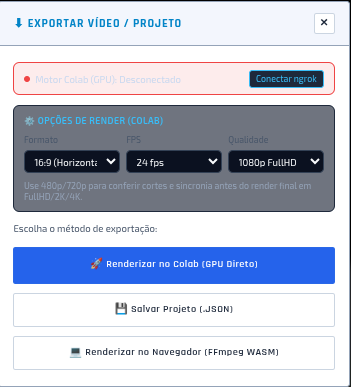 ⬇ EXPORTAR VÍDEO / PROJETO
✕
Motor Colab (GPU): Desconectado
Conectar ngrok
⚙️ OPÇÕES DE RENDER (COLAB)
Formato FPS Qualidade
16:9 (Horizonta 24 fps 1080p FullHD
Use 480p/720p para conferir cortes e sincronia antes do render final em
FullHD/2K/4K.
Escolha o método de exportação:
🚀 Renderizar no Colab (GPU Direto)
💾 Salvar Projeto (.JSON)
💻 Renderizar no Navegador (FFmpeg WASM)